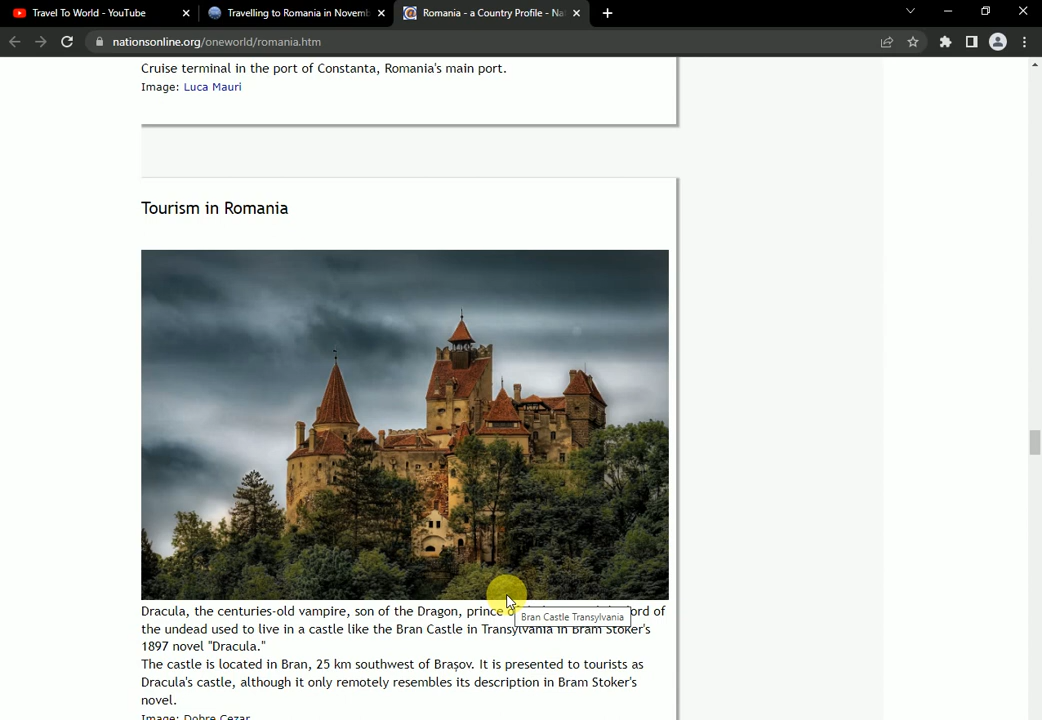 Travel To World - YouTube
Travelling to Romania in Novemb
Romania - a Country Profile - Na
nationsonline.org/oneworld/romania.htm
Cruise terminal in the port of Constanta, Romania's main port.
Image: Luca Mauri
Tourism in Romania
Dracula, the centuries-old vampire, son of the Dragon, prince
lord of
Bran Castle Transylvania
the undead used to live in a castle like the Bran Castle in Transylvania in Bram Stoker's
1897 novel "Dracula."
The castle is located in Bran, 25 km southwest of Brașov. It is presented to tourists as
Dracula's castle, although it only remotely resembles its description in Bram Stoker's
novel.
Image: Dobre Cezar